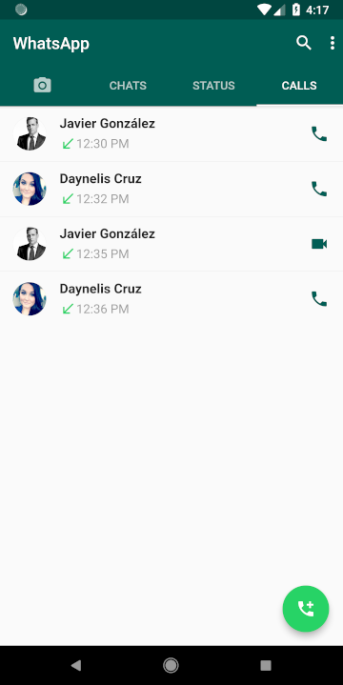 4:17
WhatsApp
CHATS STATUS CALLS
Javier González
12:30 PM
Daynelis Cruz
12:32 PM
Javier González
12:35 PM
Daynelis Cruz
12:36 PM